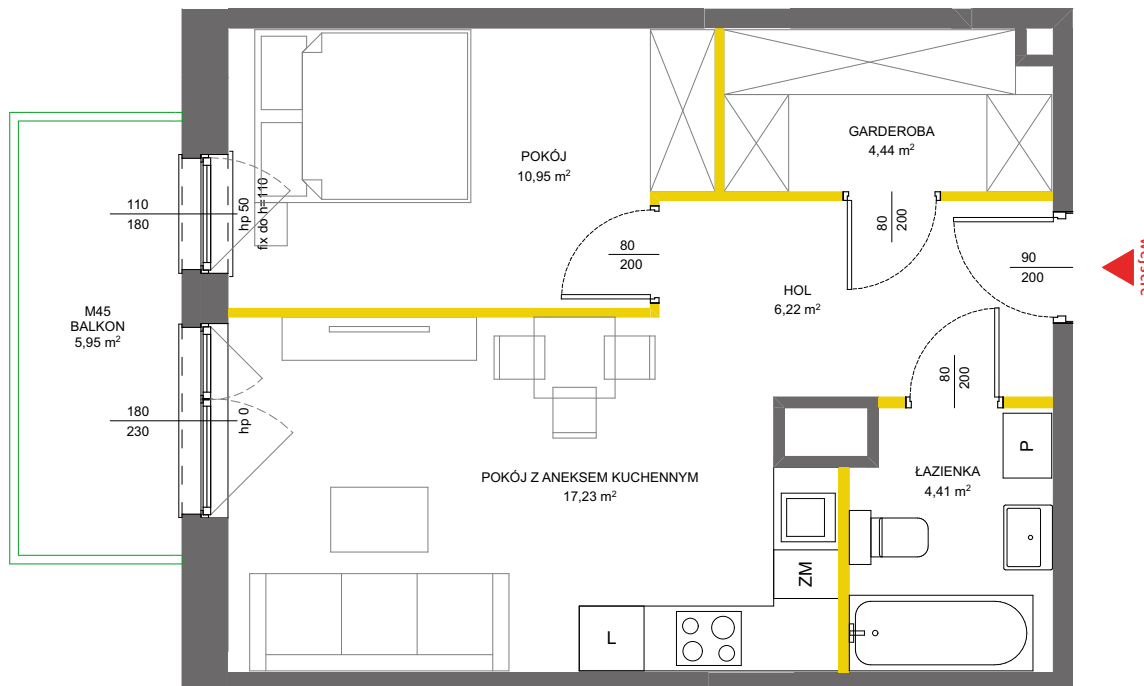 POKÓJ
10,95 m²
GARDEROBA
4,44 m²
110
180
hp 50
fix do h=110
80
200
80
200
90
200
wejście
HOL
6,22 m²
M45
BALKON
5,95 m²
80
200
180
230
hp 0
POKÓJ Z ANEKSEM KUCHENNYM
17,23 m²
ŁAZIENKA
4,41 m²
P
ZM
L